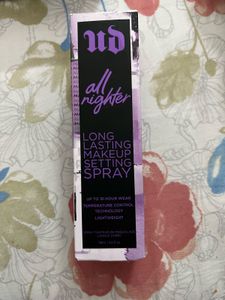 ud
all
nighter
LONG
LASTING
MAKEUP
SETTING
SPRAY
UP TO 16 HOUR WEAR
TEMPERATURE CONTROL
TECHNOLOGY
LIGHTWEIGHT